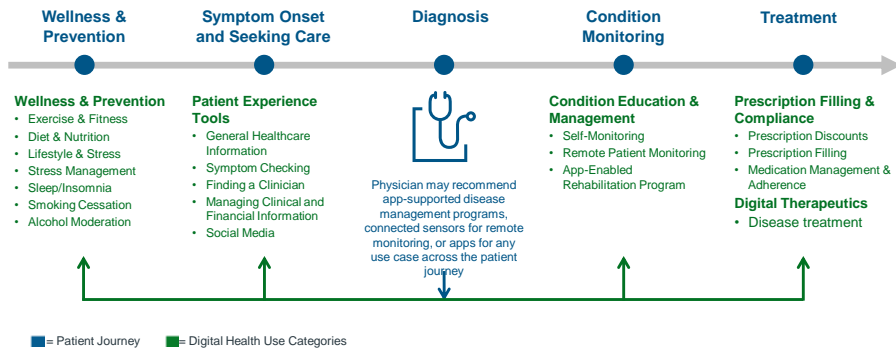 Wellness &
Prevention
Symptom Onset
and Seeking Care
Diagnosis
Condition
Monitoring
Treatment
Wellness & Prevention
• Exercise & Fitness
• Diet & Nutrition
• Lifestyle & Stress
• Stress Management
• Sleep/Insomnia
• Smoking Cessation
• Alcohol Moderation
Patient Experience
Tools
• General Healthcare
Information
• Symptom Checking
• Finding a Clinician
• Managing Clinical and
Financial Information
• Social Media
Physician may recommend
app-supported disease
management programs,
connected sensors for remote
monitoring, or apps for any
use case across the patient
journey
Condition Education &
Management
• Self-Monitoring
• Remote Patient Monitoring
• App-Enabled
Rehabilitation Program
Prescription Filling &
Compliance
• Prescription Discounts
• Prescription Filling
• Medication Management &
Adherence
Digital Therapeutics
• Disease treatment
= Patient Journey
= Digital Health Use Categories